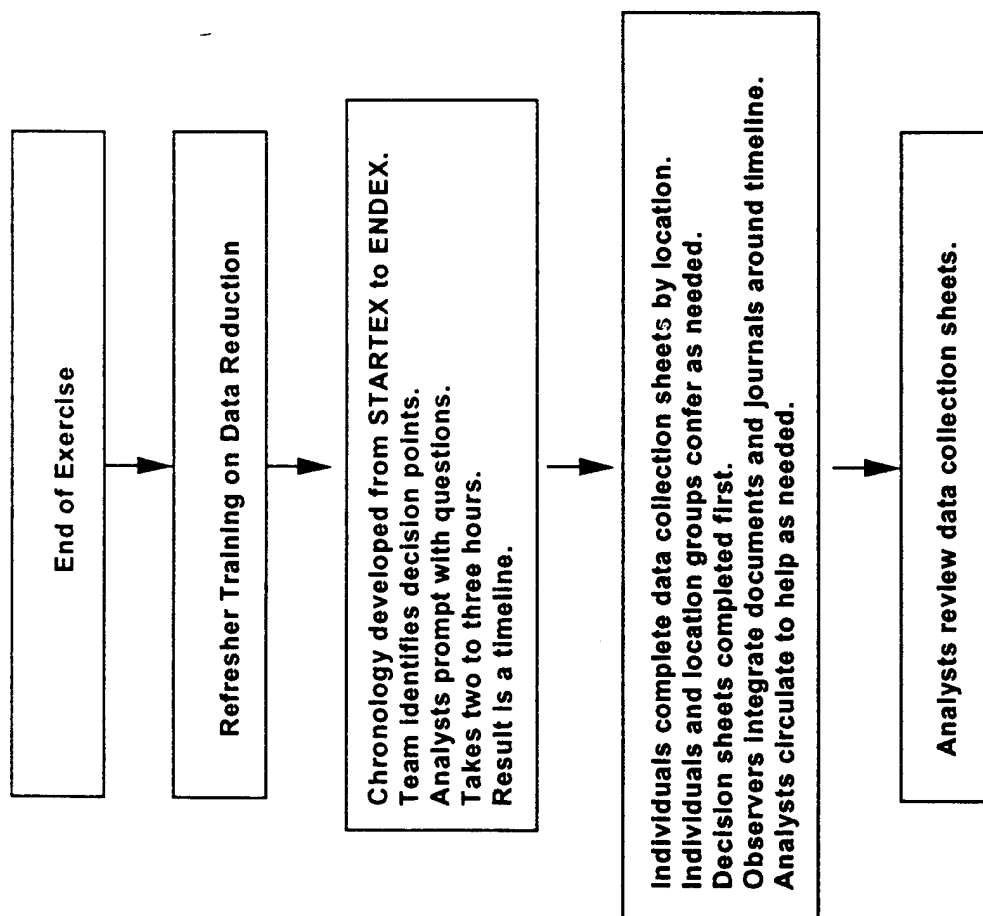 End of Exercise
Refresher Training on Data Reduction
Chronology developed from STARTEX to ENDEX.
Team identifies decision points.
Analysts prompt with questions.
Takes two to three hours.
Result is a timeline.
Individuals complete data collection sheets by location.
Individuals and location groups confer as needed.
Decision sheets completed first.
Observers integrate documents and journals around timeline.
Analysts circulate to help as needed.
Analysts review data collection sheets.